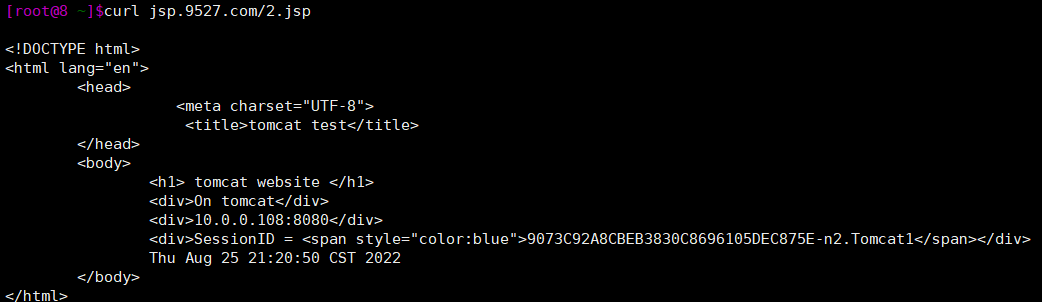 [root@8 ~]$curl jsp.9527.com/2.jsp
<!DOCTYPE html>
<html lang="en">
<head>
<meta charset="UTF-8">
<title>tomcat test</title>
</head>
<body>
<h1> tomcat website </h1>
<div>On tomcat</div>
<div>10.0.0.108:8080</div>
<div>SessionID = <span style="color:blue">9073C92A8CBEB3830C8696105DEC875E-n2.Tomcat1</span></div>
Thu Aug 25 21:20:50 CST 2022
</body>
</html>